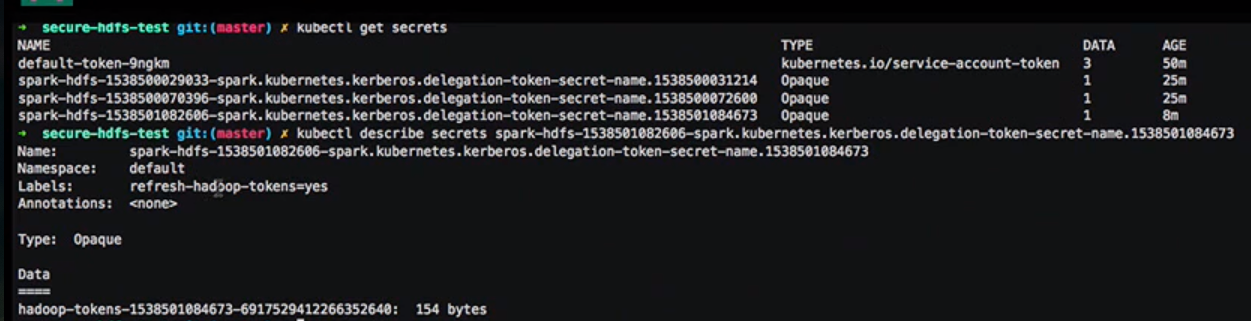 → secure-hdfs-test git:(master) ✗ kubectl get secrets
NAME TYPE DATA AGE
default-token-9ngkm kubernetes.io/service-account-token 3 50m
spark-hdfs-1538500029033-spark.kubernetes.kerberos.delegation-token-secret-name.1538500031214 Opaque 1 25m
spark-hdfs-1538500070396-spark.kubernetes.kerberos.delegation-token-secret-name.1538500072600 Opaque 1 25m
spark-hdfs-1538501082606-spark.kubernetes.kerberos.delegation-token-secret-name.1538501084673 Opaque 1 8m
→ secure-hdfs-test git:(master) ✗ kubectl describe secrets spark-hdfs-1538501082606-spark.kubernetes.kerberos.delegation-token-secret-name.1538501084673
Name: spark-hdfs-1538501082606-spark.kubernetes.kerberos.delegation-token-secret-name.1538501084673
Namespace: default
Labels: refresh-hadoop-tokens=yes
Annotations: <none>
Type: Opaque
Data
====
hadoop-tokens-1538501084673-6917529412266352640: 154 bytes